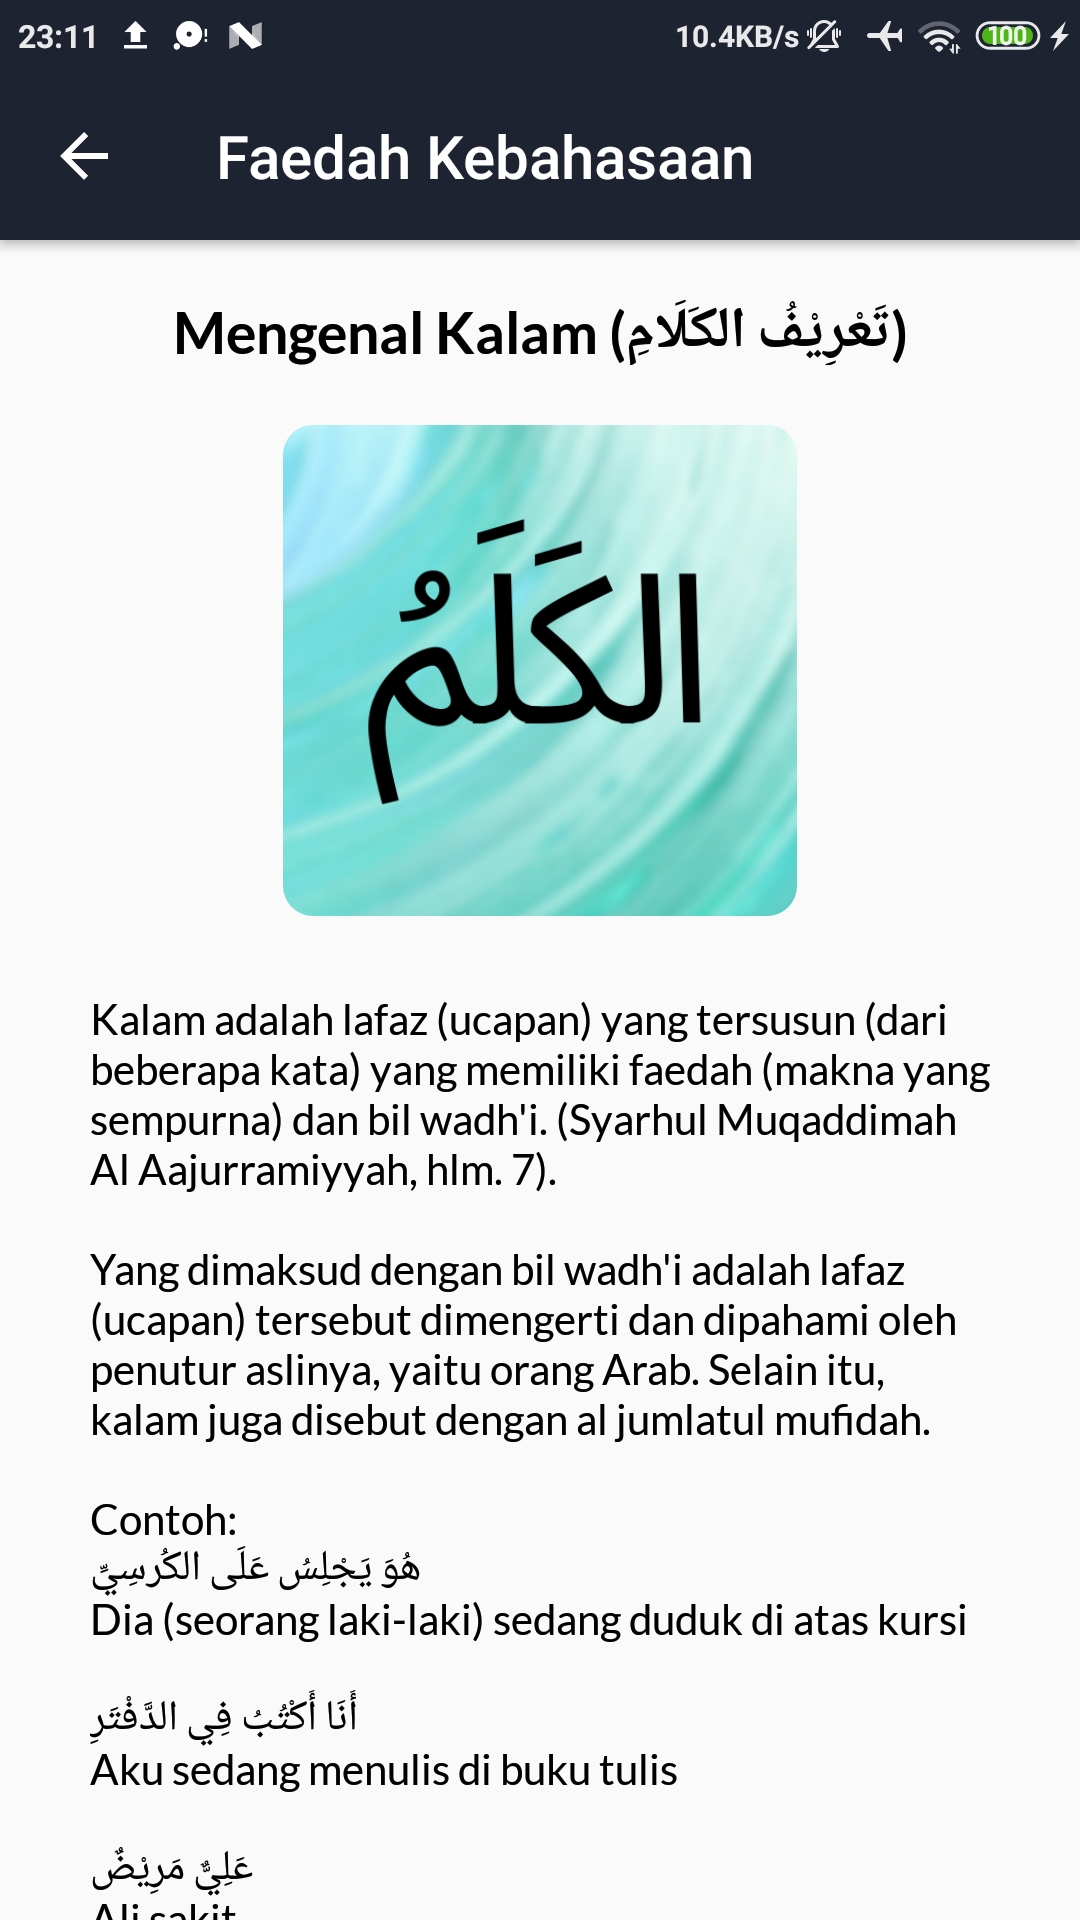 23:11
10.4KB/s
100
Faedah Kebahasaan
Mengenal Kalam (تَعْرِيْفُ الكَلَامِ)
الكَلَمُ
Kalam adalah lafaz (ucapan) yang tersusun (dari
beberapa kata) yang memiliki faedah (makna yang
sempurna) dan bil wadh'i. (Syarhul Muqaddimah
Al Aajurramiyyah, hlm. 7).
Yang dimaksud dengan bil wadh'i adalah lafaz
(ucapan) tersebut dimengerti dan dipahami oleh
penutur aslinya, yaitu orang Arab. Selain itu,
kalam juga disebut dengan al jumlatul mufidah.
Contoh:
هُوَ يَجْلِسُ عَلَى الكُرسِيِّ
Dia (seorang laki-laki) sedang duduk di atas kursi
أَنَا أَكْتُبُ فِي الدَّفْتَرِ
Aku sedang menulis di buku tulis
عَلِيٌّ مَرِيْضٌ
Ali sakit